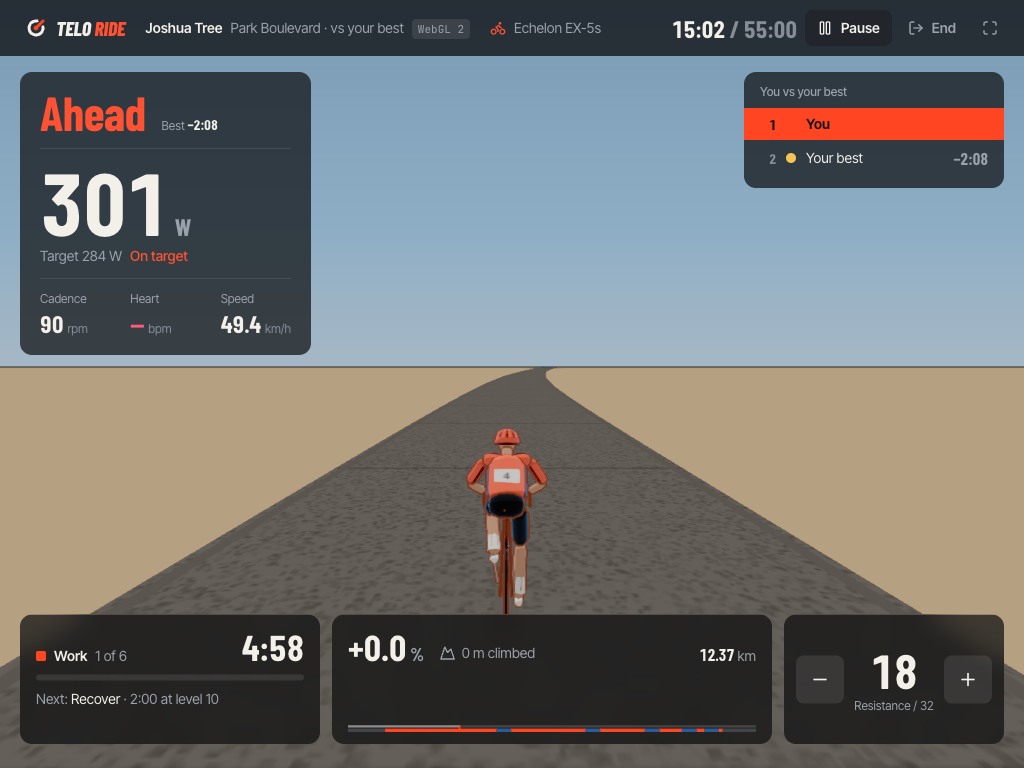 TELO RIDE
Joshua Tree Park Boulevard · vs your best WebGL 2 Echelon EX-5s 15:02 / 55:00 Pause End
Ahead Best −2:08
301 W
Target 284 W On target
Cadence Heart Speed
90 rpm — bpm 49.4 km/h
You vs your best
1 You
2 Your best −2:08
4
Work 1 of 6 4:58
Next: Recover · 2:00 at level 10
+0.0 % 0 m climbed 12.37 km
− 18 +
Resistance / 32